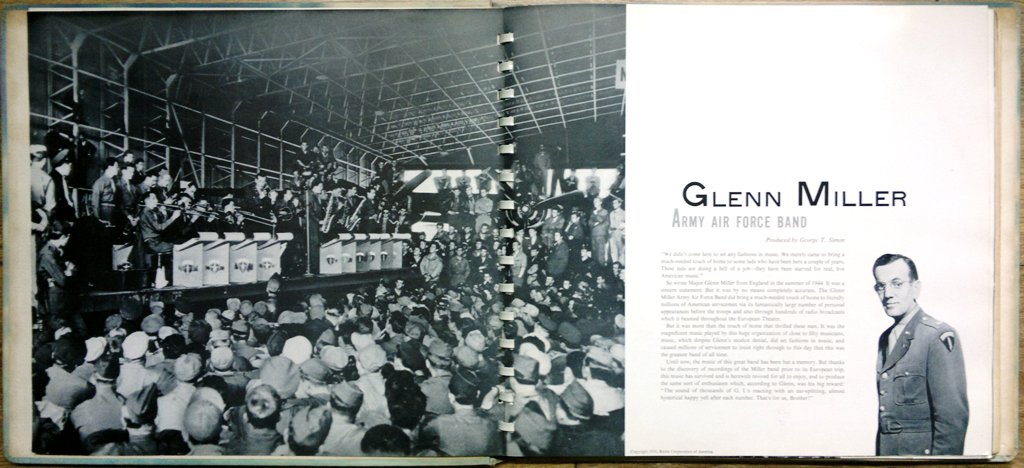 GLENN MILLER
ARMY AIR FORCE BAND
Produced by George T. Simon
"We didn't come here to set any fashions in music. We merely came to bring a
much-needed touch of home to some lads who have been here a couple of years.
These lads are doing a hell of a job—they have been starved for real, live
American music."
So wrote Major Glenn Miller from England in the summer of 1944. It was a
sincere statement. But it was by no means completely accurate. The Glenn
Miller Army Air Force Band did bring a much-needed touch of home to literally
millions of American servicemen via its fantastically large number of personal
appearances before the troops and also through hundreds of radio broadcasts
which it beamed throughout the European Theater.
But it was more than the touch of home that thrilled these men. It was the
magnificent music played by this huge organization of close to fifty musicians,
music, which despite Glenn's modest denial, did set fashions in music, and
caused millions of servicemen to insist right through to this day that this was
the greatest band of all time.
Until now, the music of this great band has been but a memory. But thanks
to the discovery of recordings of the Miller band prior to its European trip,
this music has survived and is herewith revived for all to enjoy, and to produce
the same sort of enthusiasm which, according to Glenn, was his big reward:
"The sound of thousands of G. I.'s reacting with an ear-splitting, almost
hysterical happy yell after each number. That's for us, Brother!"
Copyright 1955, Radio Corporation of America